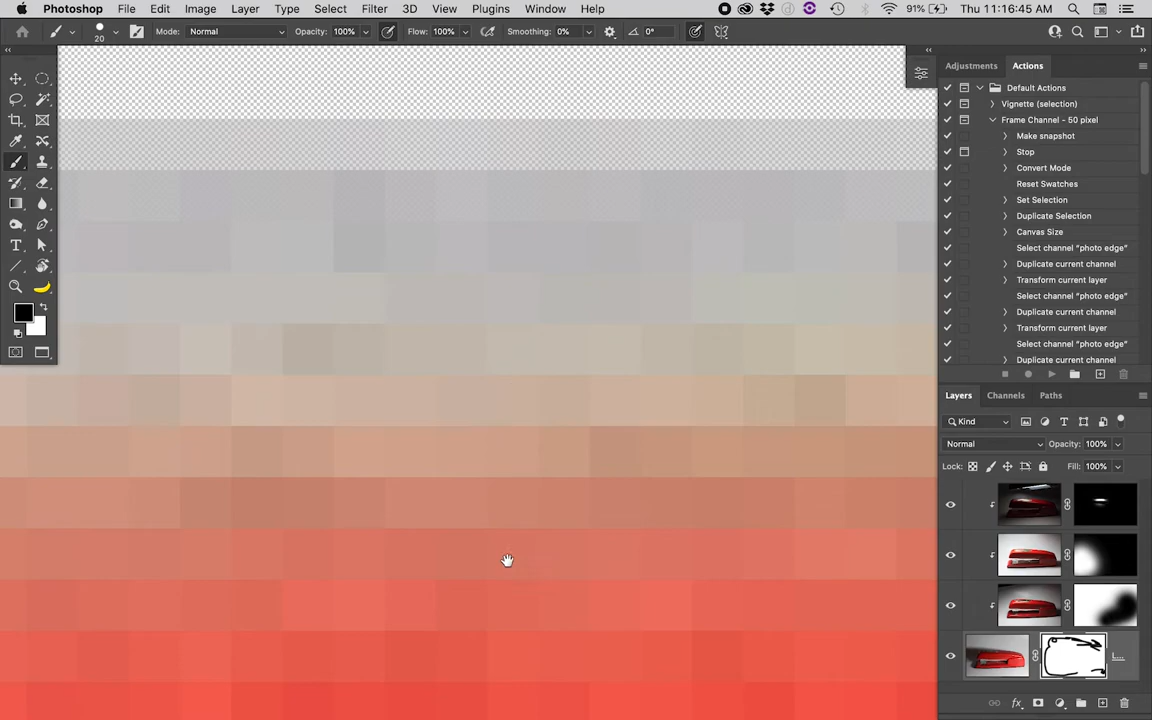 Photoshop File Edit Image Layer Type Select Filter 3D View Plugins Window Help 91% Thu 11:16:45 AM
20 Mode: Normal Opacity: 100% Flow: 100% Smoothing: 0% 0°
Adjustments Actions
Default Actions
Vignette (selection)
Frame Channel - 50 pixel
Make snapshot
Stop
Convert Mode
Reset Swatches
Set Selection
Duplicate Selection
Canvas Size
Select channel “photo edge”
Duplicate current channel
Transform current layer
Select channel “photo edge”
Duplicate current channel
Transform current layer
Select channel “photo edge”
Duplicate current channel
Layers Channels Paths
Kind
Normal Opacity: 100%
Lock: Fill: 100%
L...